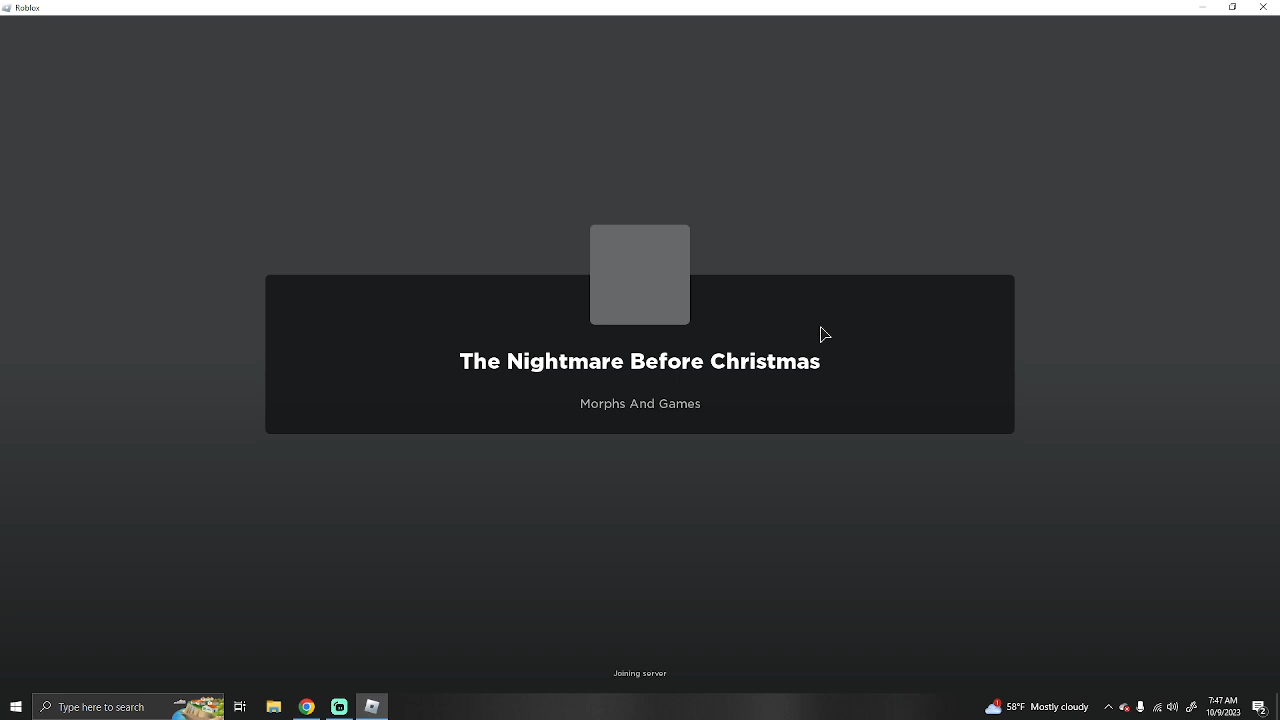 Roblox
The Nightmare Before Christmas
Morphs And Games
Joining server
Type here to search
58°F Mostly cloudy
7:47 AM
10/9/2023